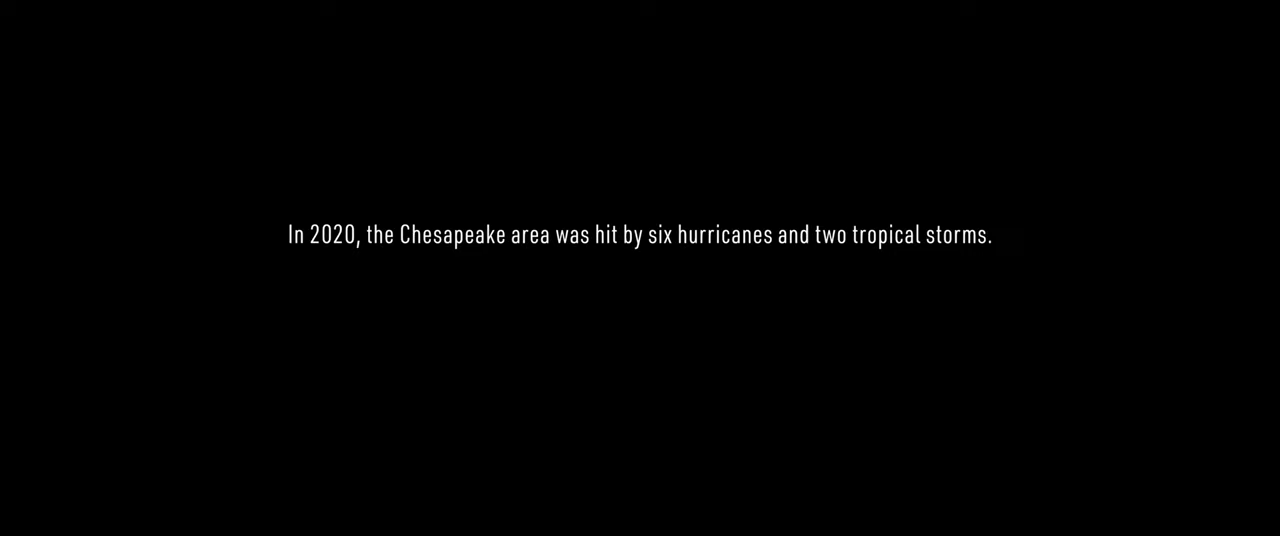 In 2020, the Chesapeake area was hit by six hurricanes and two tropical storms.